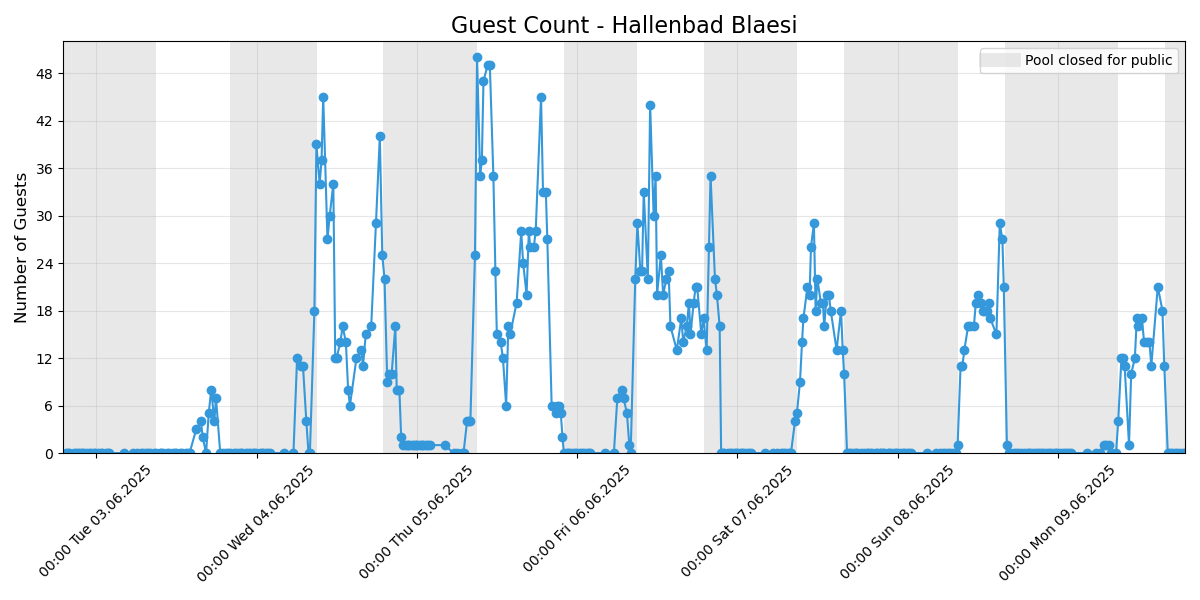 Guest Count - Hallenbad Blaesi
Pool closed for public
Number of Guests
48
42
36
30
24
18
12
6
0
00:00 Tue 03.06.2025
00:00 Wed 04.06.2025
00:00 Thu 05.06.2025
00:00 Fri 06.06.2025
00:00 Sat 07.06.2025
00:00 Sun 08.06.2025
00:00 Mon 09.06.2025